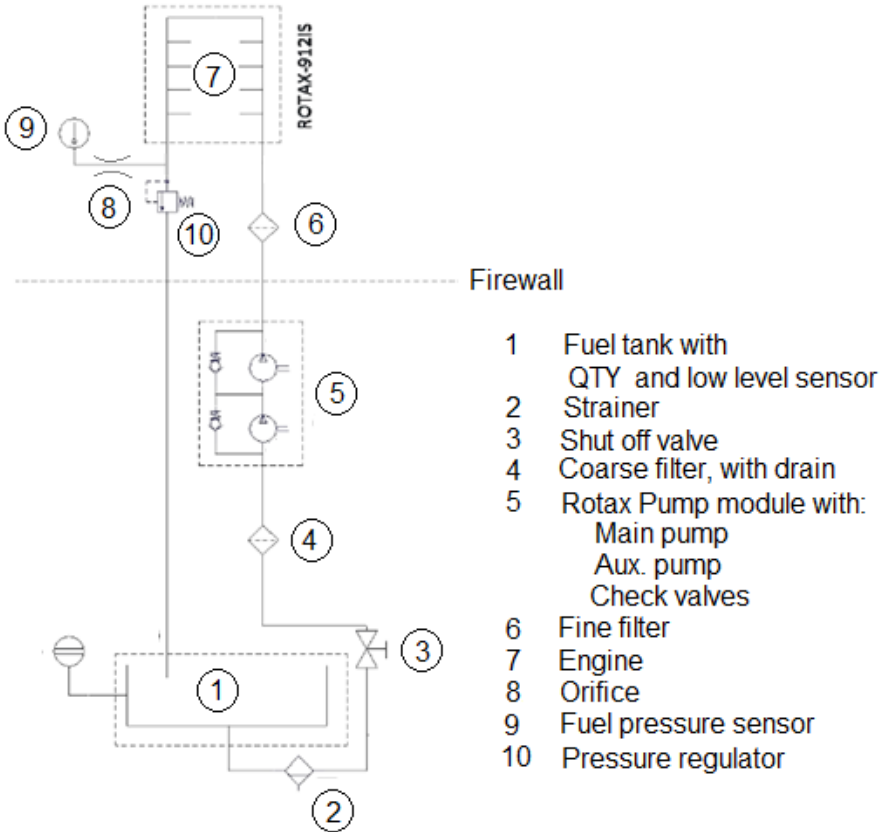 7
ROTAX-912IS
9
8
10
6
Firewall
5
4
3
1
2
1 Fuel tank with
QTY and low level sensor
2 Strainer
3 Shut off valve
4 Coarse filter, with drain
5 Rotax Pump module with:
Main pump
Aux. pump
Check valves
6 Fine filter
7 Engine
8 Orifice
9 Fuel pressure sensor
10 Pressure regulator